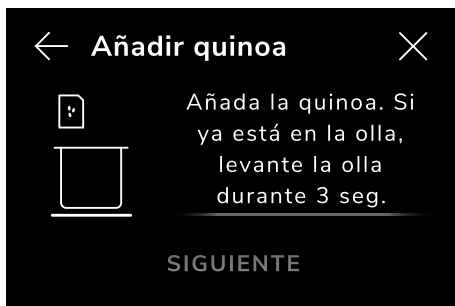 Añadir quinoa
Añada la quinoa. Si
ya está en la olla,
levante la olla
durante 3 seg.
SIGUIENTE